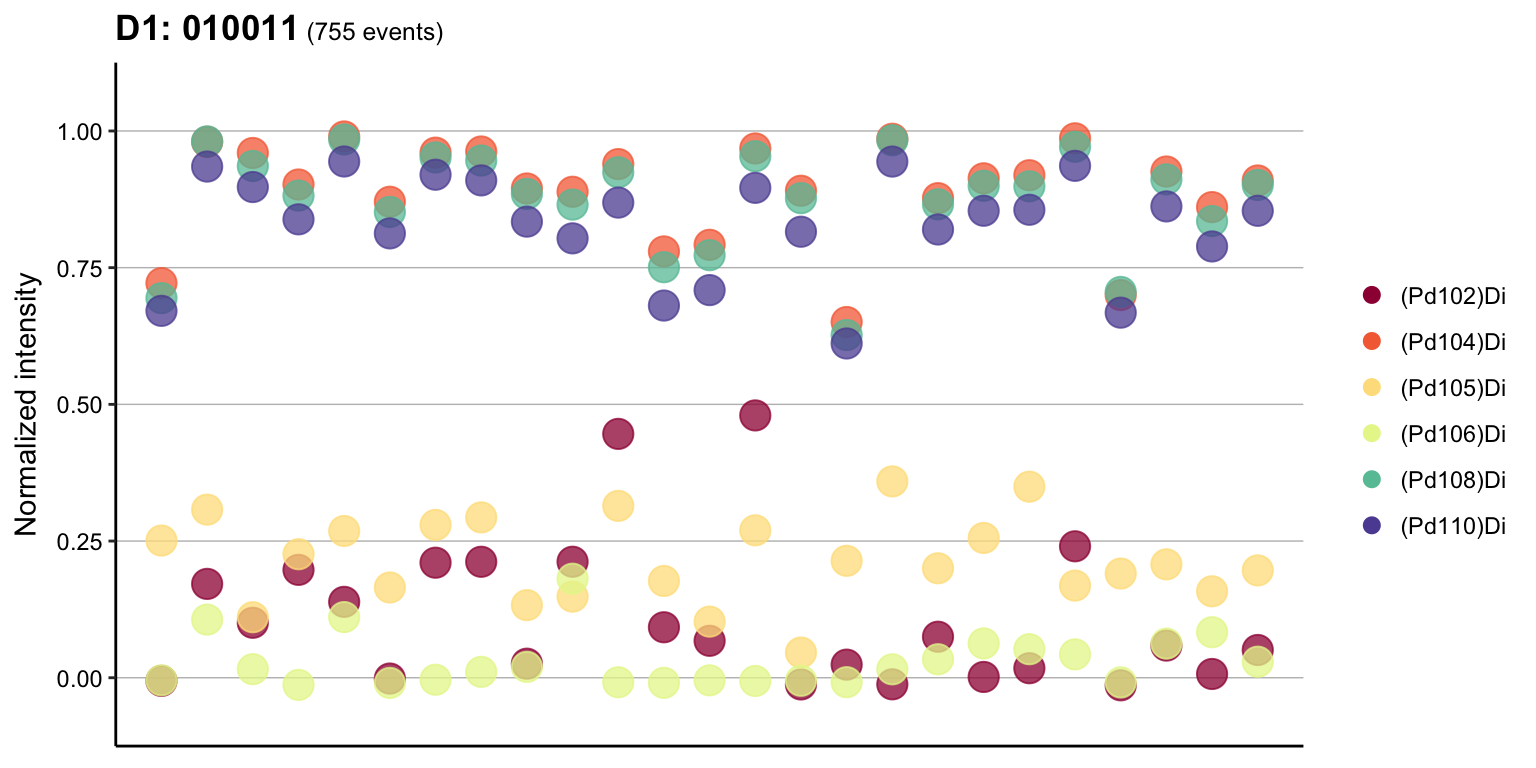 D1: 010011 (755 events)
Normalized intensity
1.00
0.75
0.50
0.25
0.00
(Pd102)Di
(Pd104)Di
(Pd105)Di
(Pd106)Di
(Pd108)Di
(Pd110)Di